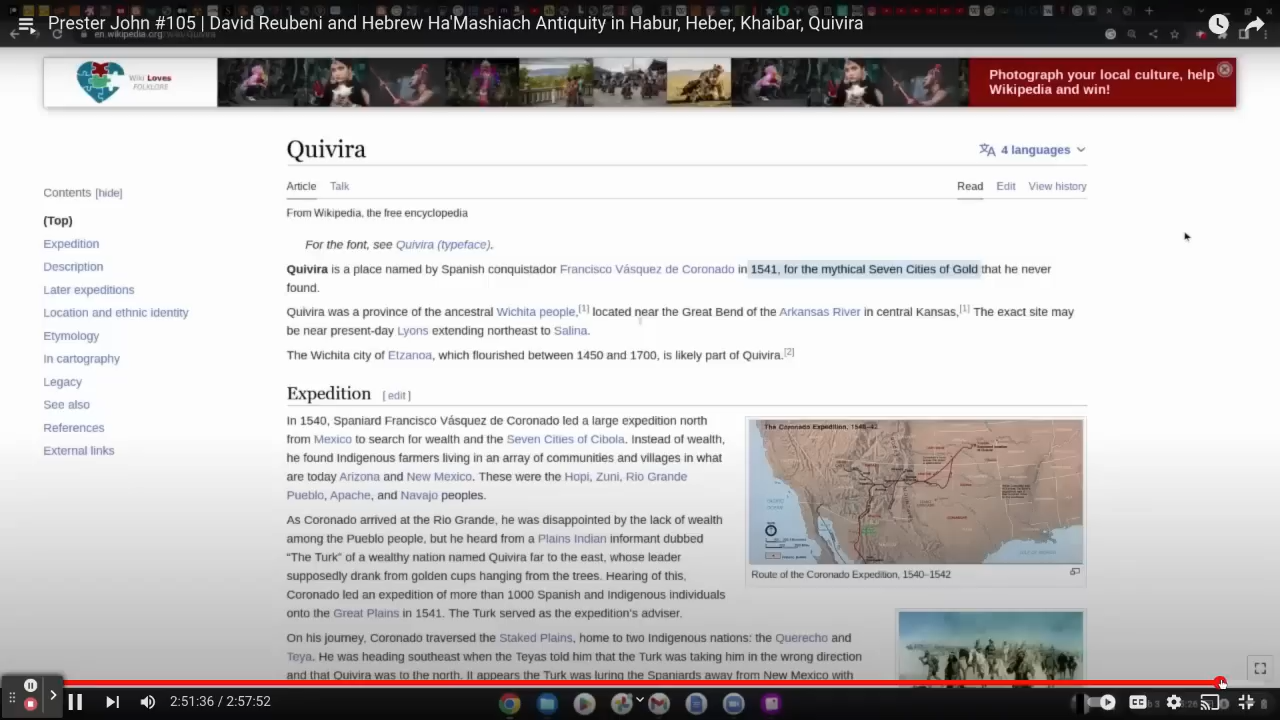 Prester John #105 | David Reubeni and Hebrew Ha'Mashiach Antiquity in Habur, Heber, Khaibar, Quivira
en.wikipedia.org/wiki/Quivira
Wiki Loves
FOLKLORE
Photograph your local culture, help
Wikipedia and win!
Quivira
4 languages
Contents [hide]
Article Talk
Read Edit View history
(Top)
From Wikipedia, the free encyclopedia
Expedition
Description
Later expeditions
Location and ethnic identity
Etymology
In cartography
Legacy
See also
References
External links
For the font, see Quivira (typeface).
Quivira is a place named by Spanish conquistador Francisco Vásquez de Coronado in 1541, for the mythical Seven Cities of Gold that he never
found.
Quivira was a province of the ancestral Wichita people,[1] located near the Great Bend of the Arkansas River in central Kansas,[1] The exact site may
be near present-day Lyons extending northeast to Salina.
The Wichita city of Etzanoa, which flourished between 1450 and 1700, is likely part of Quivira.[2]
Expedition [ edit ]
In 1540, Spaniard Francisco Vásquez de Coronado led a large expedition north
from Mexico to search for wealth and the Seven Cities of Cibola. Instead of wealth,
he found Indigenous farmers living in an array of communities and villages in what
are today Arizona and New Mexico. These were the Hopi, Zuni, Rio Grande
Pueblo, Apache, and Navajo peoples.
As Coronado arrived at the Rio Grande, he was disappointed by the lack of wealth
among the Pueblo people, but he heard from a Plains Indian informant dubbed
"The Turk" of a wealthy nation named Quivira far to the east, whose leader
supposedly drank from golden cups hanging from the trees. Hearing of this,
Coronado led an expedition of more than 1000 Spanish and Indigenous individuals
onto the Great Plains in 1541. The Turk served as the expedition's adviser.
On his journey, Coronado traversed the Staked Plains, home to two Indigenous nations: the Querecho and
Teya. He was heading southeast when the Teyas told him that the Turk was taking him in the wrong direction
and that Quivira was to the north. It appears the Turk was luring the Spaniards away from New Mexico with
The Coronado Expedition, 1540-42
Route of the Coronado Expedition, 1540–1542
2:51:36 / 2:57:52